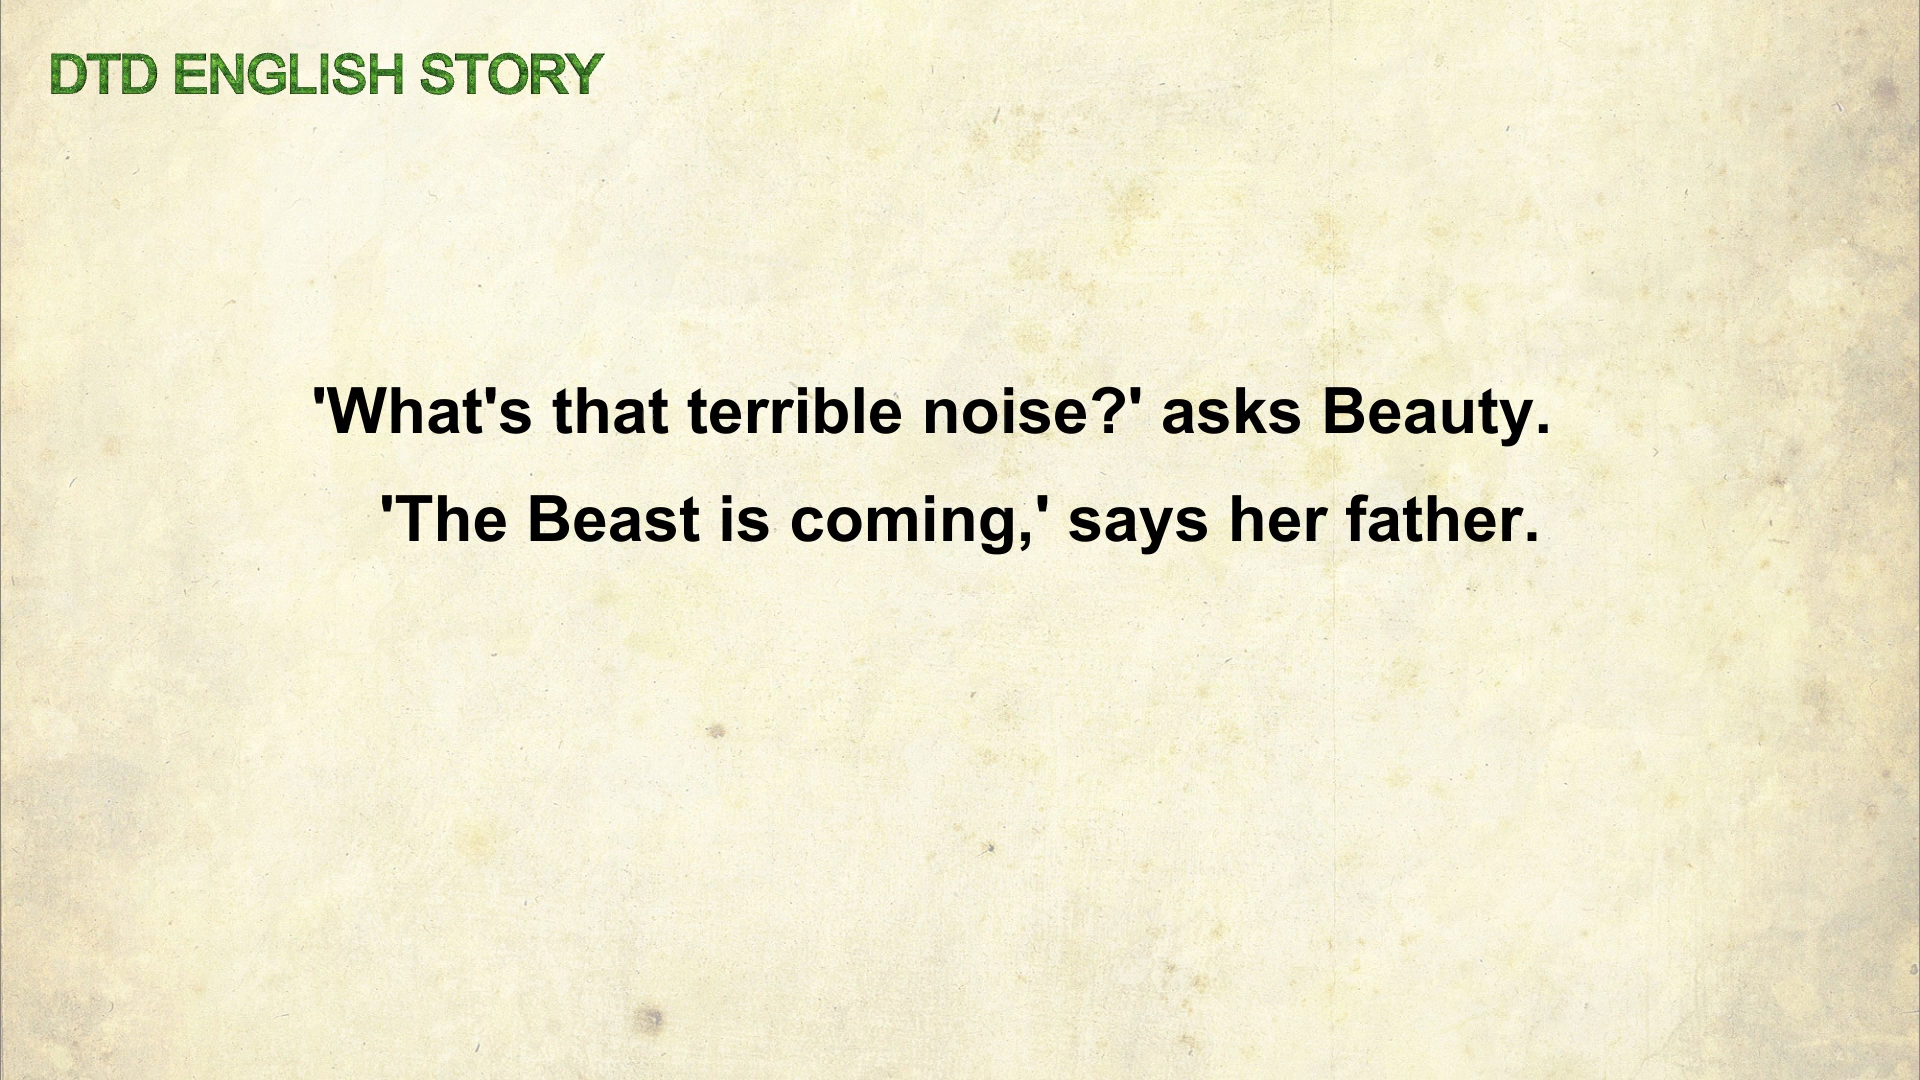 DTD ENGLISH STORY
'What's that terrible noise?' asks Beauty.
'The Beast is coming,' says her father.